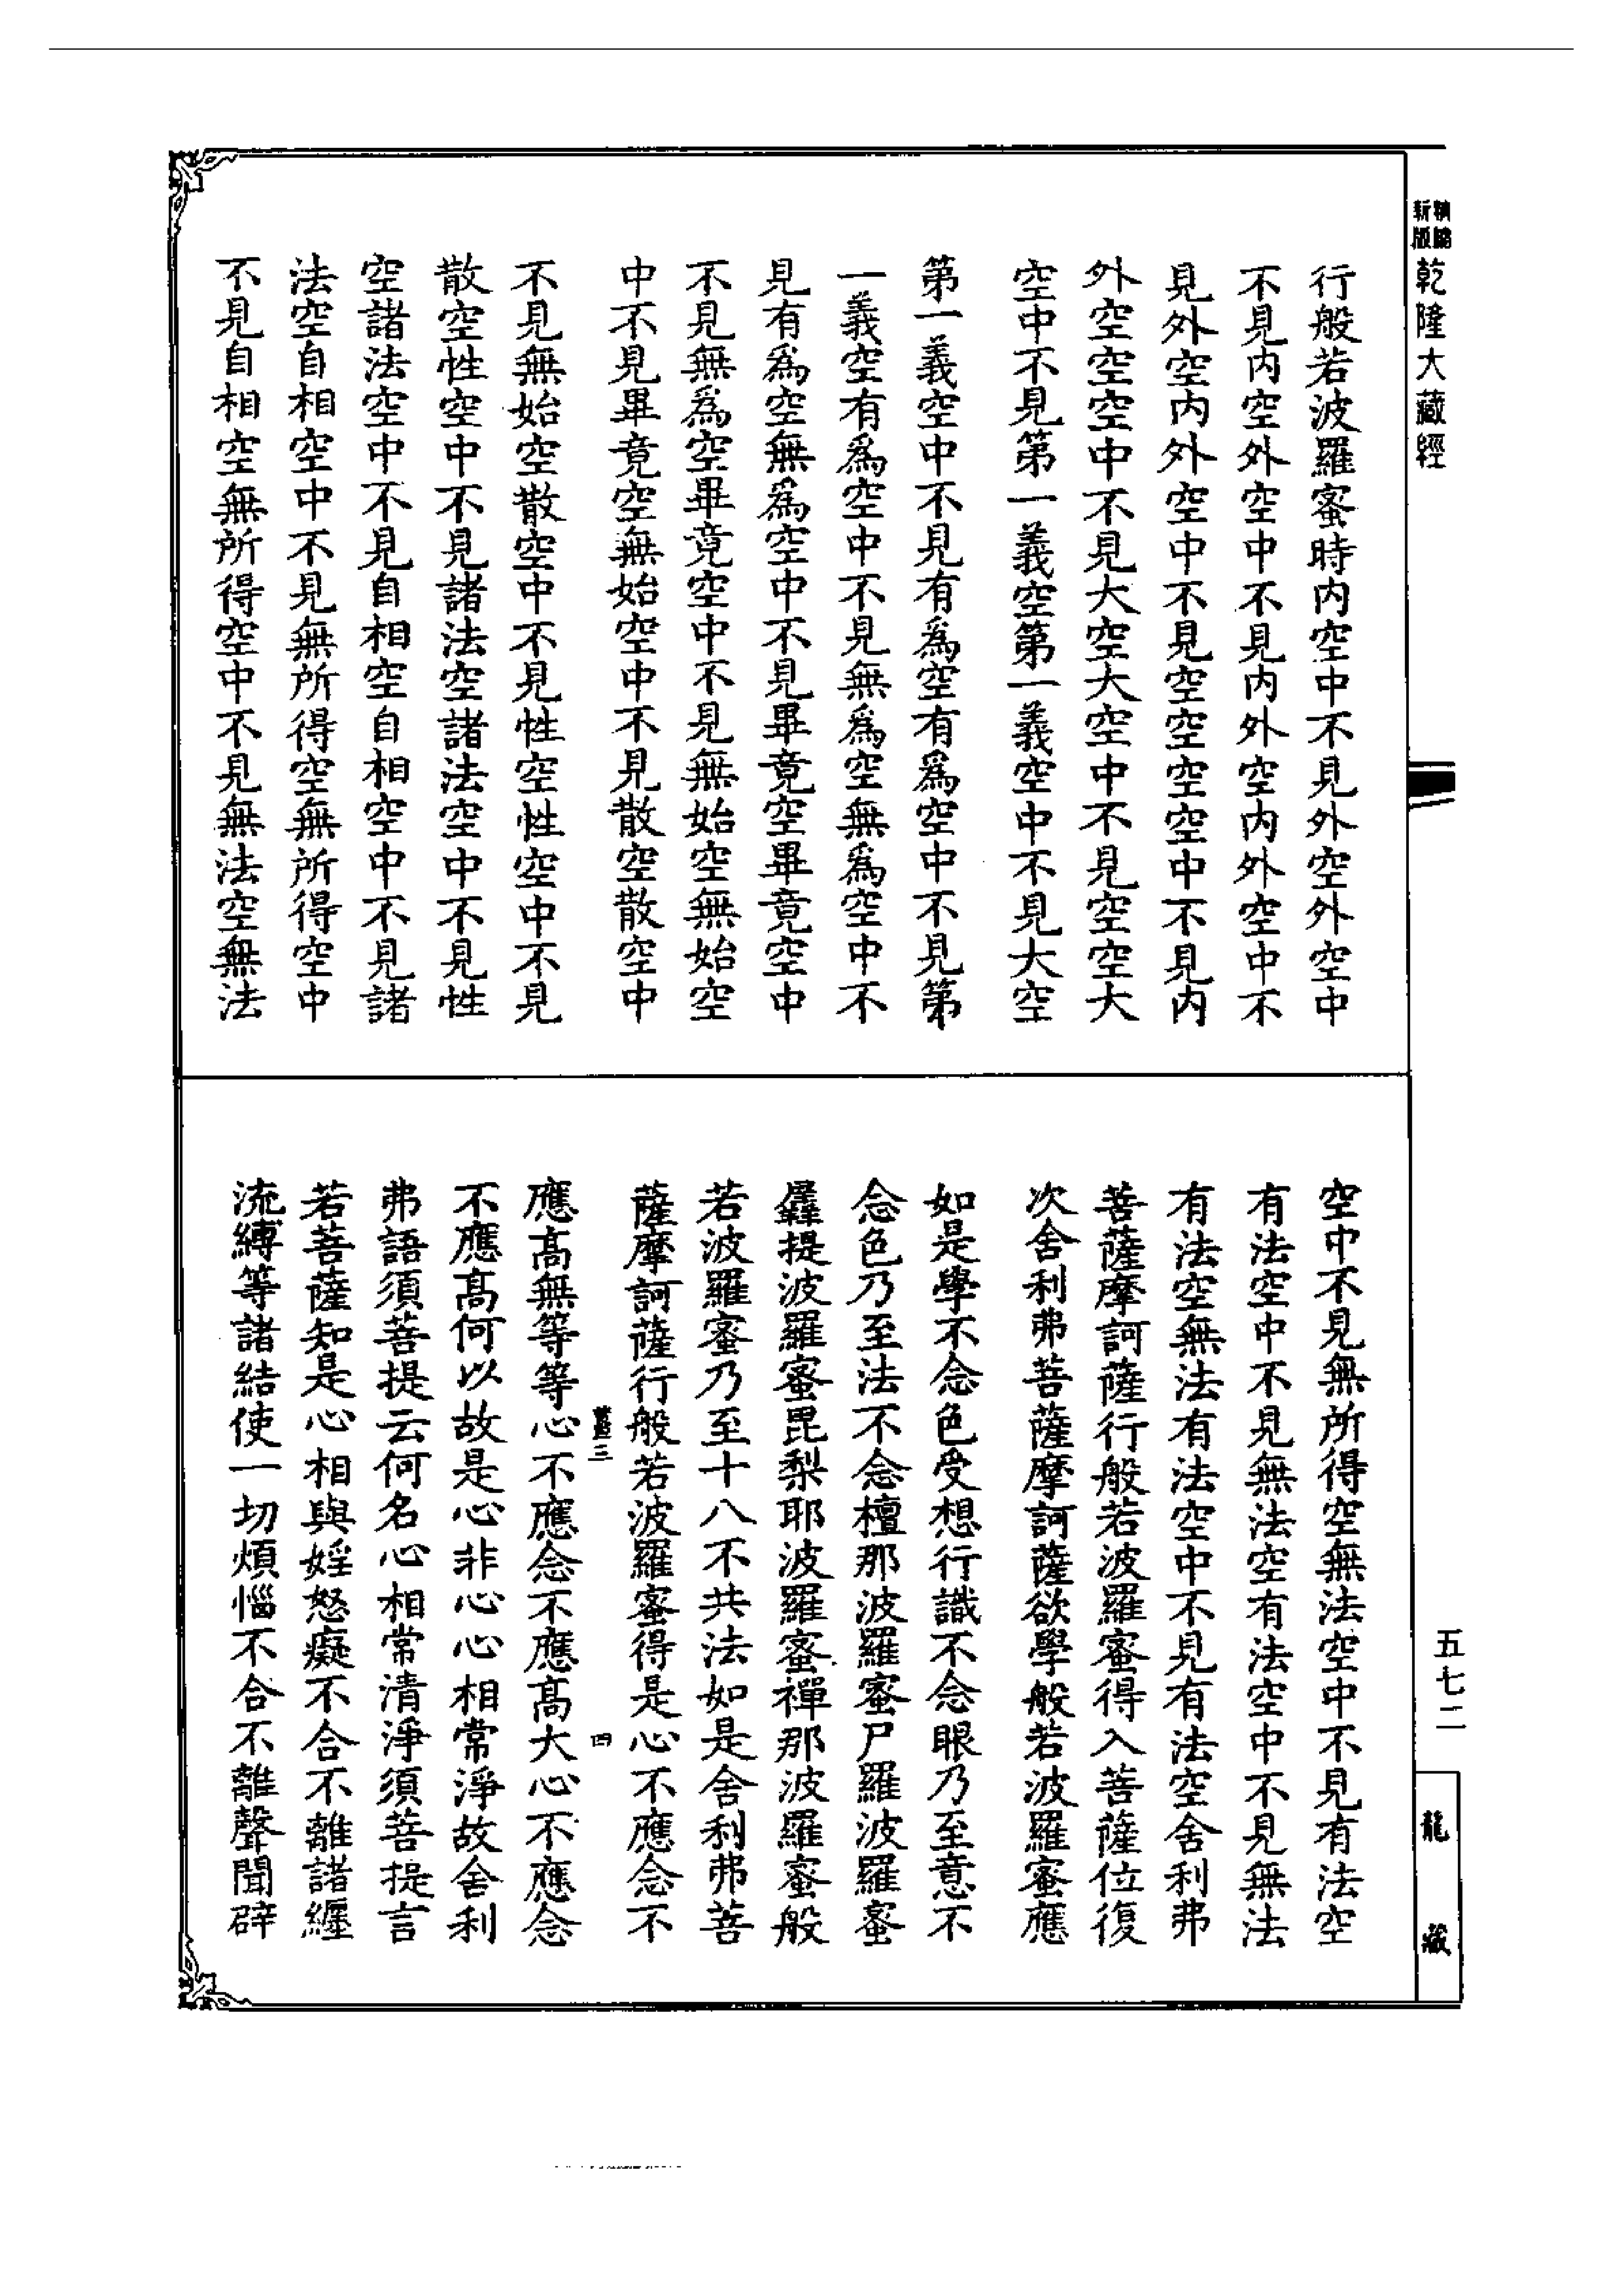 乾隆大藏經
行般若波羅蜜時内空中不見外空外空中
不見内空外空中不見内外空内外空中不
見外空内外空中不見空空空空中不見内
外空空空中不見大空大空中不見空空大
空中不見第一義空第一義空中不見大空
第一義空中不見有爲空有爲空中不見第
一義空有爲空中不見無爲空無爲空中不
見有爲空無爲空中不見畢竟空畢竟空中
不見無爲空畢竟空中不見無始空無始空
中不見畢竟空無始空中不見散空散空中
不見無始空散空中不見性空性空中不見
散空性空中不見諸法空諸法空中不見性
空諸法空中不見自相空自相空中不見諸
法空自相空中不見無所得空無所得空中
不見自相空無所得空中不見無法空無法
空中不見無所得空無法空中不見有法空
有法空中不見無法空有法空中不見無法
有法空無法有法空中不見有法空舍利弗
菩薩摩訶薩行般若波羅蜜得入菩薩位復
次舍利弗菩薩摩訶薩欲學般若波羅蜜應
如是學不念色受想行識不念眼乃至意不
念色乃至法不念檀那波羅蜜尸羅波羅蜜
羼提波羅蜜毘梨耶波羅蜜禪那波羅蜜般
若波羅蜜乃至十八不共法如是舍利弗菩
薩摩訶薩行般若波羅蜜得是心不應念不
三 四
應高無等等心不應念不應高大心不應念
不應高何以故是心非心心相常淨故舍利
弗語須菩提云何名心相常清淨須菩提言
若菩薩知是心相與婬怒癡不合不離諸纏
流縛等諸結使一切煩惱不合不離聲聞辟
五七二
龍藏